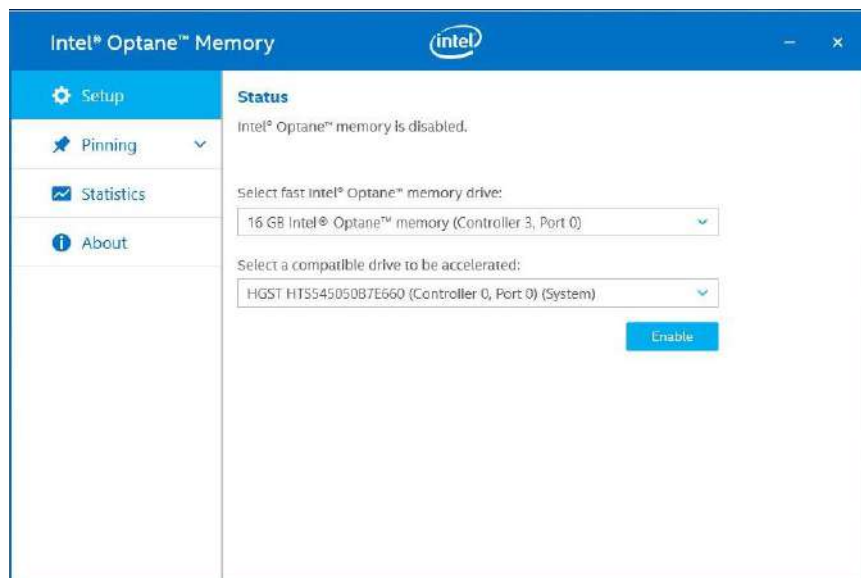 Intel® Optane™ Memory
intel
Setup
Pinning
Statistics
About
Status
Intel® Optane™ memory is disabled.
Select fast Intel® Optane™ memory drive:
16 GB Intel® Optane™ memory (Controller 3, Port 0)
Select a compatible drive to be accelerated:
HGST HTS545050B7E660 (Controller 0, Port 0) (System)
Enable